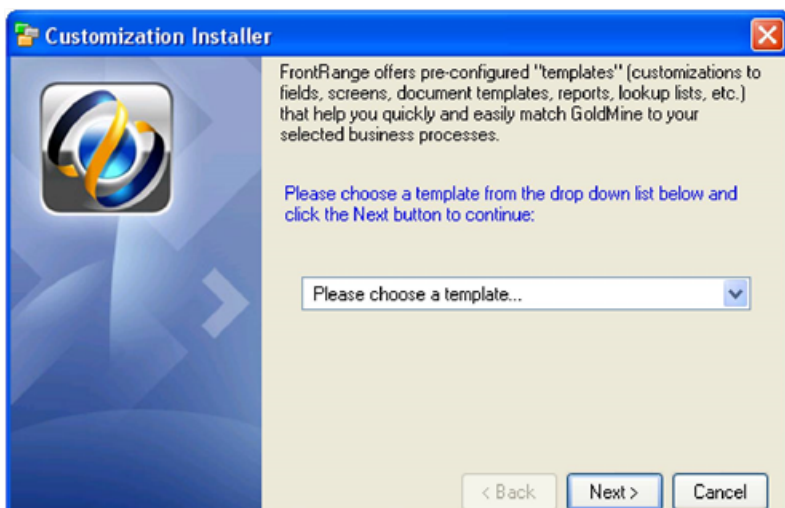 Customization Installer
FrontRange offers pre-configured "templates" (customizations to
fields, screens, document templates, reports, lookup lists, etc.)
that help you quickly and easily match GoldMine to your
selected business processes.
Please choose a template from the drop down list below and
click the Next button to continue:
Please choose a template...
< Back Next > Cancel